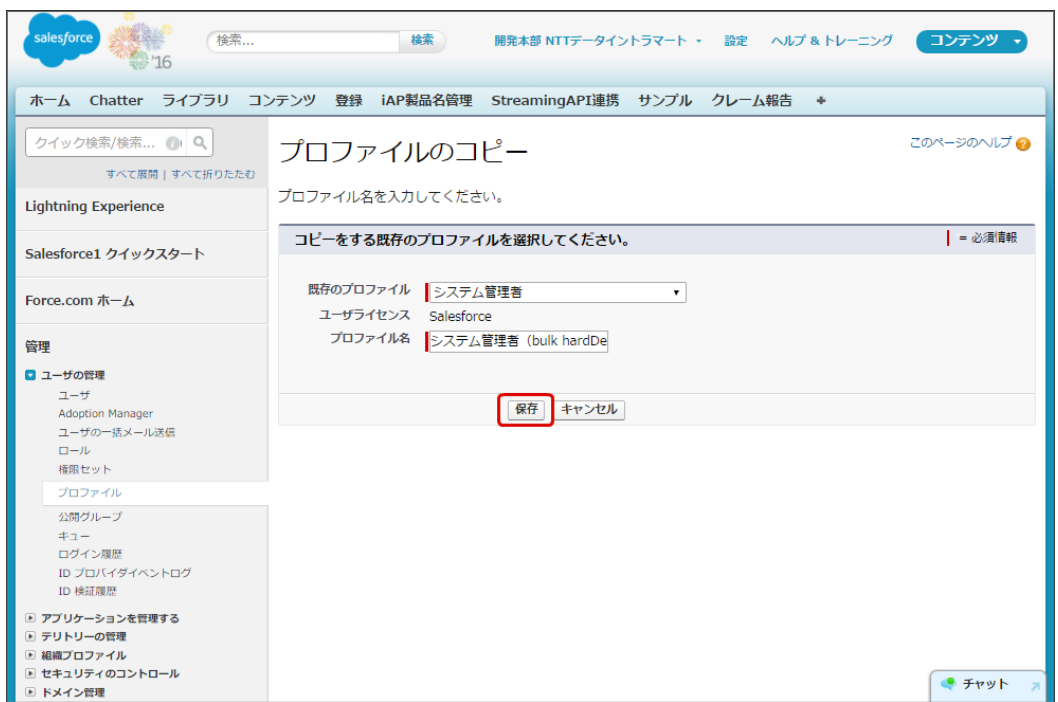 salesforce
'16
検索...
検索
開発本部 NTTデータイントラマート
設定
ヘルプ & トレーニング
コンテンツ
ホーム Chatter ライブラリ コンテンツ 登録 iAP製品名管理 StreamingAPI連携 サンプル クレーム報告 +
クイック検索/検索...
すべて展開 | すべて折りたたむ
Lightning Experience
Salesforce1 クイックスタート
Force.com ホーム
管理
ユーザの管理
ユーザ
Adoption Manager
ユーザの一括メール送信
ロール
権限セット
プロファイル
公開グループ
キュー
ログイン履歴
ID プロバイダイベントログ
ID 検証履歴
アプリケーションを管理する
テリトリーの管理
組織プロファイル
セキュリティのコントロール
ドメイン管理
プロファイルのコピー
このページのヘルプ ?
プロファイル名を入力してください。
コピーをする既存のプロファイルを選択してください。
= 必須情報
既存のプロファイル システム管理者
ユーザライセンス Salesforce
プロファイル名 システム管理者（bulk hardDe
保存 キャンセル
チャット